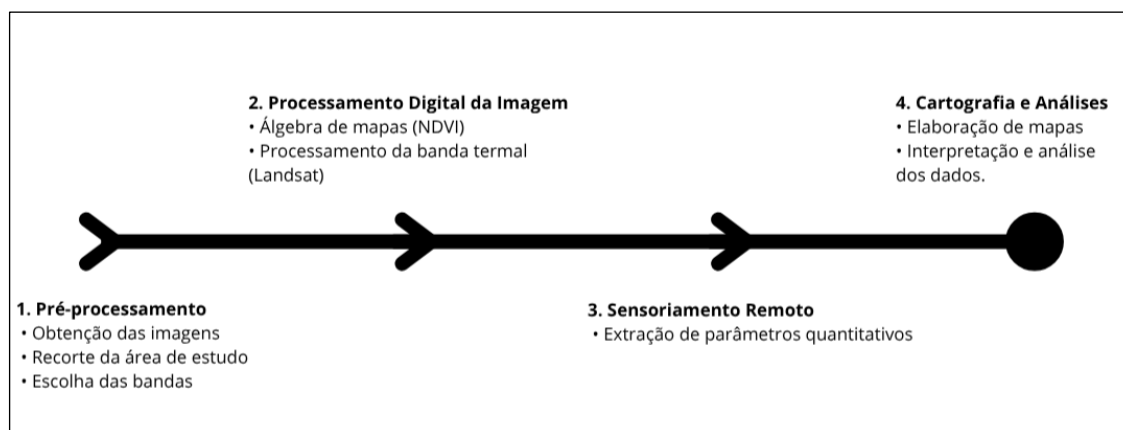 2. Processamento Digital da Imagem
• Álgebra de mapas (NDVI)
• Processamento da banda termal
(Landsat)
4. Cartografia e Análises
• Elaboração de mapas
• Interpretação e análise
dos dados.
1. Pré-processamento
• Obtenção das imagens
• Recorte da área de estudo
• Escolha das bandas
3. Sensoriamento Remoto
• Extração de parâmetros quantitativos